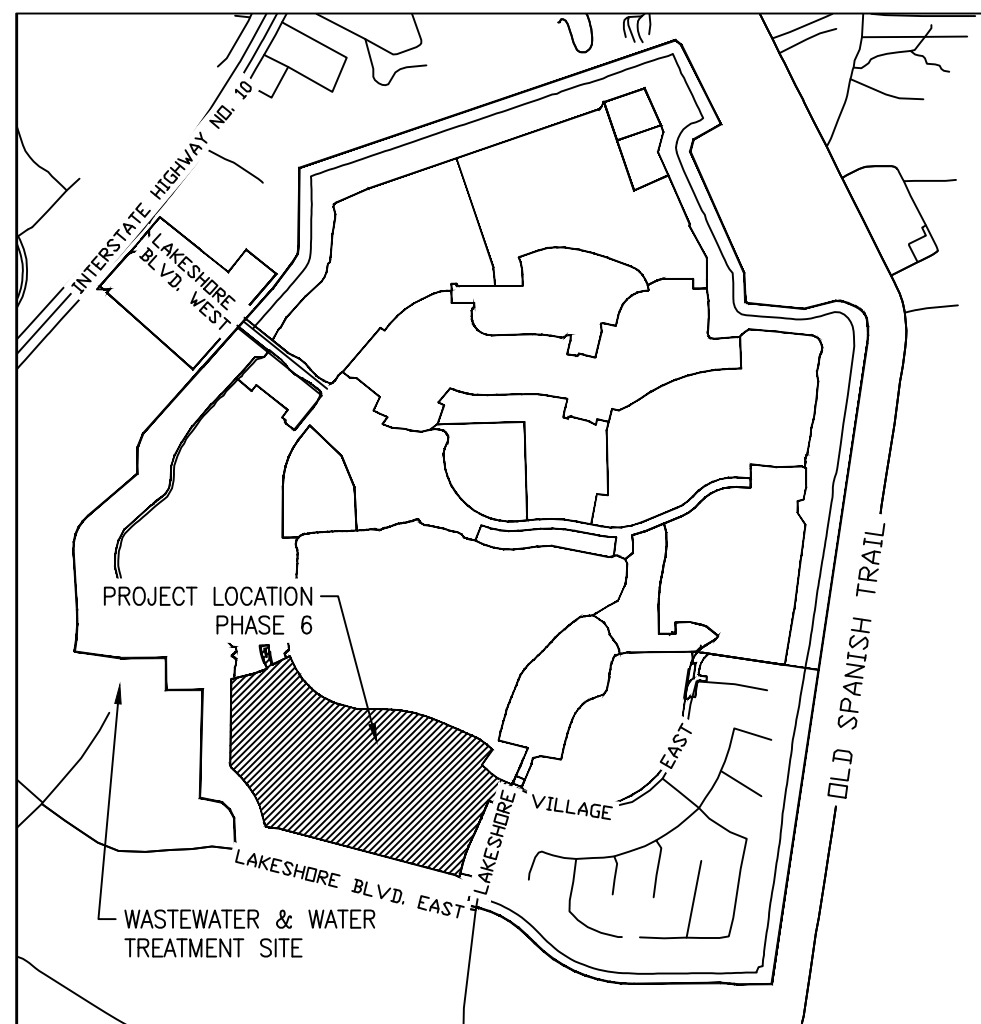 INTERSTATE HIGHWAY NO. 10
LAKESHORE
BLVD. WEST
PROJECT LOCATION
PHASE 6
OLD SPANISH TRAIL
EAST
VILLAGE
LAKESHORE
LAKESHORE BLVD. EAST
WASTEWATER & WATER
TREATMENT SITE